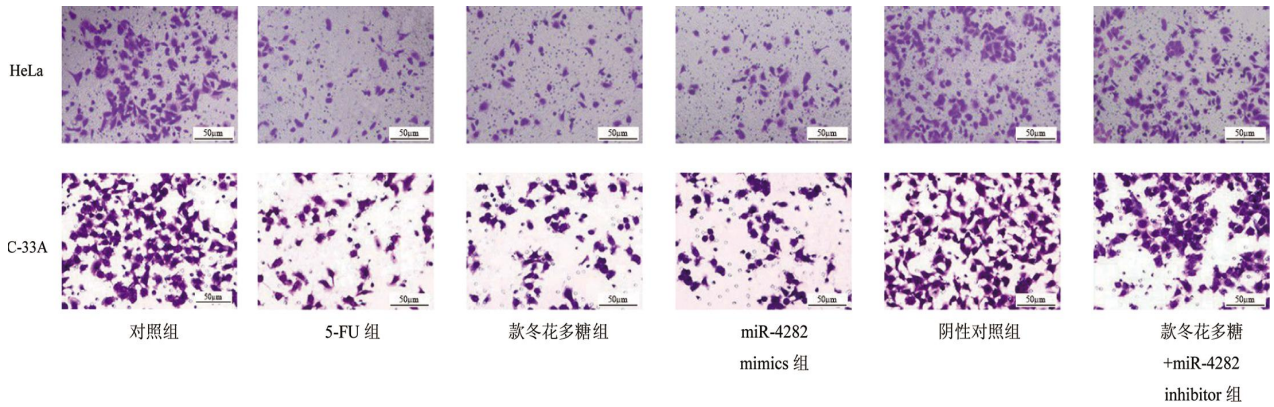 HeLa
50μm
50μm
50μm
50μm
50μm
50μm
C-33A
50μm
50μm
50μm
50μm
50μm
50μm
对照组
5-FU 组
款冬花多糖组
miR-4282
mimics 组
阴性对照组
款冬花多糖
+miR-4282
inhibitor 组